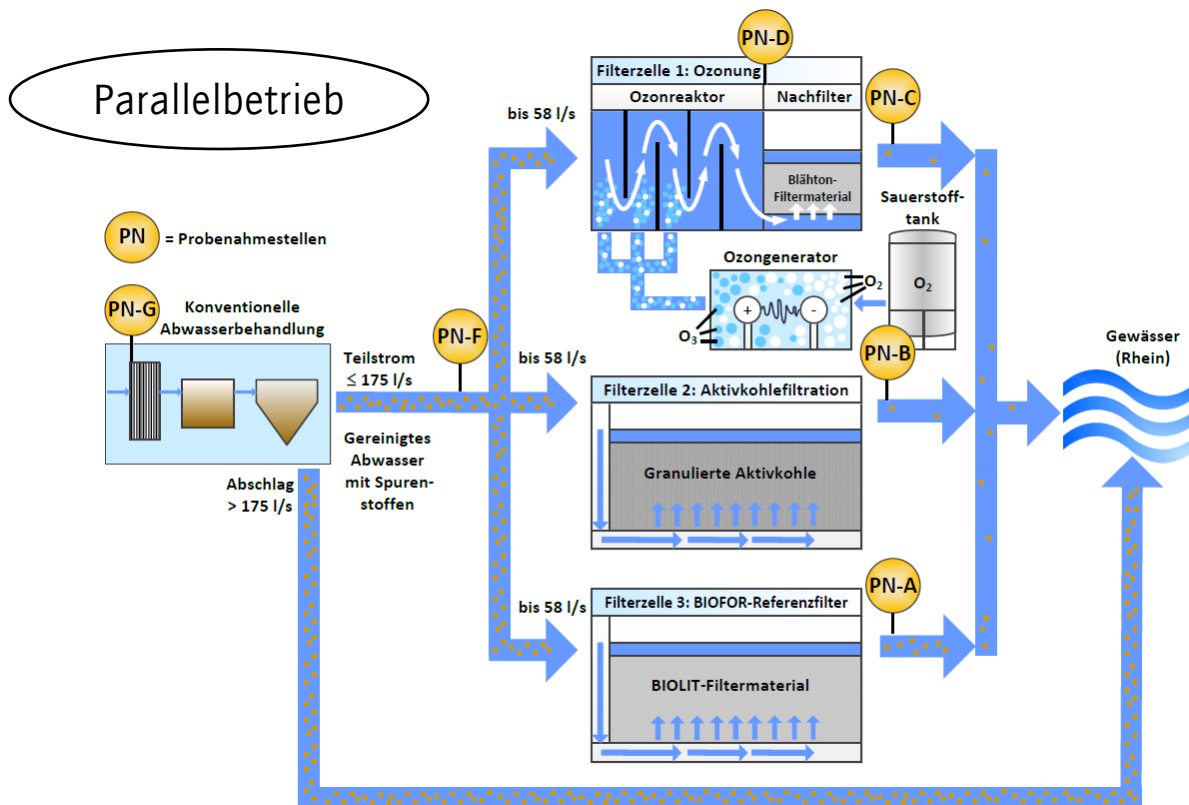 Parallelbetrieb
PN = Probenahmestellen
PN-G
Konventionelle
Abwasserbehandlung
Teilstrom
≤ 175 l/s
PN-F
Gereinigtes
Abwasser
mit Spuren-
stoffen
Abschlag
> 175 l/s
bis 58 l/s
PN-D
Filterzelle 1: Ozonung
Ozonreaktor
Nachfilter
Blähton-
Filtermaterial
PN-C
Sauerstoff-
tank
O₂
Ozongenerator
O₂
O₃
+
-
bis 58 l/s
PN-B
Filterzelle 2: Aktivkohlefiltration
Granulierte Aktivkohle
bis 58 l/s
PN-A
Filterzelle 3: BIOFOR-Referenzfilter
BIOLIT-Filtermaterial
Gewässer
(Rhein)